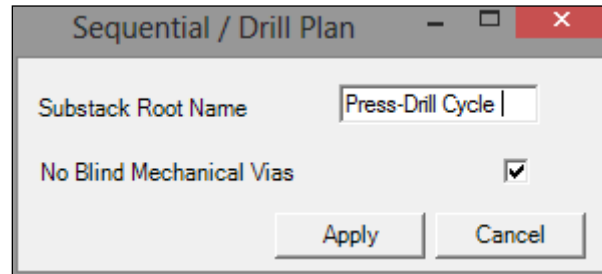 Sequential / Drill Plan
Substack Root Name Press-Drill Cycle
No Blind Mechanical Vias
Apply Cancel